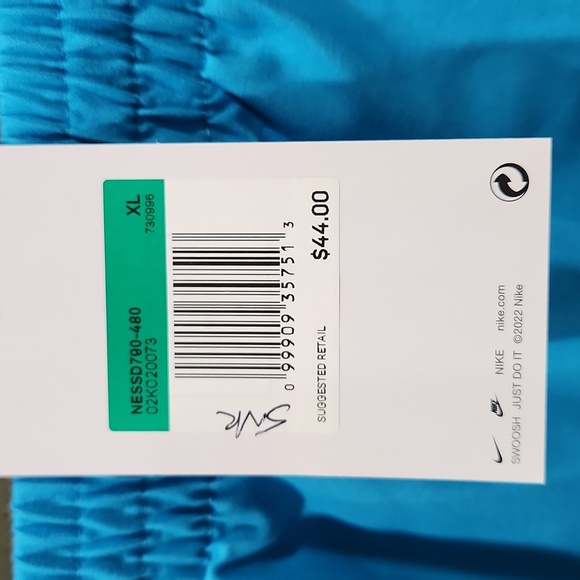 NESSD790-480 XL
02KO20073 730996
0 99909 35751 3
SUGGESTED RETAIL $44.00
NIKE nike.com
SWOOSH JUST DO IT ©2022 Nike